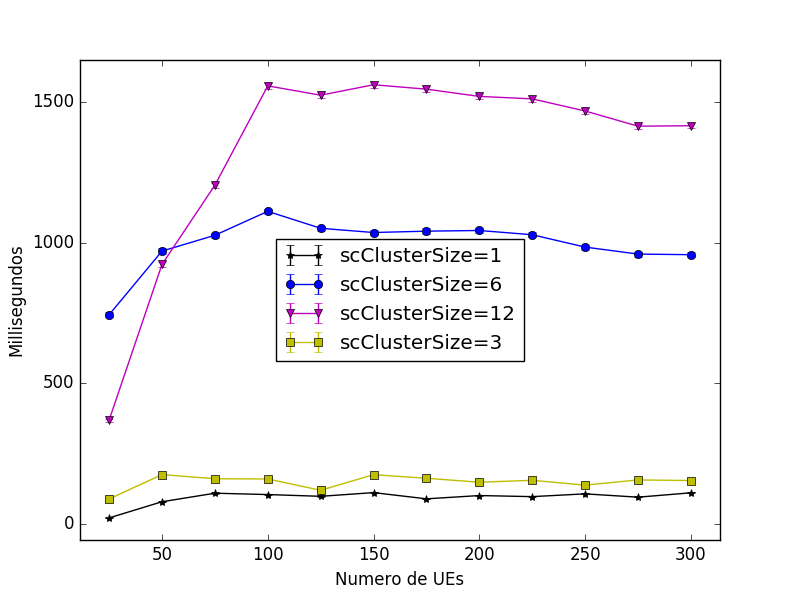 1500
1000
500
0
Millisegundos
scClusterSize=1
scClusterSize=6
scClusterSize=12
scClusterSize=3
50 100 150 200 250 300
Numero de UEs